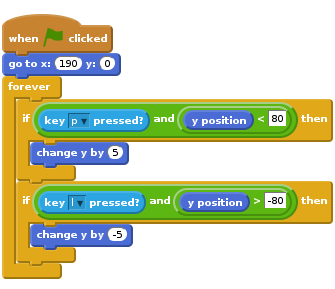 when clicked
go to x: 190 y: 0
forever
if key p pressed? and y position < 80 then
change y by 5
if key l pressed? and y position > -80 then
change y by -5